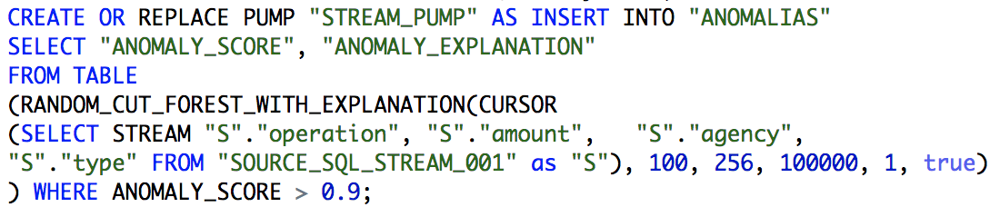 CREATE OR REPLACE PUMP "STREAM_PUMP" AS INSERT INTO "ANOMALIAS"
SELECT "ANOMALY_SCORE", "ANOMALY_EXPLANATION"
FROM TABLE
(RANDOM_CUT_FOREST_WITH_EXPLANATION(CURSOR
(SELECT STREAM "S"."operation", "S"."amount",   "S"."agency",
"S"."type" FROM "SOURCE_SQL_STREAM_001" as "S"), 100, 256, 100000, 1, true)
) WHERE ANOMALY_SCORE > 0.9;